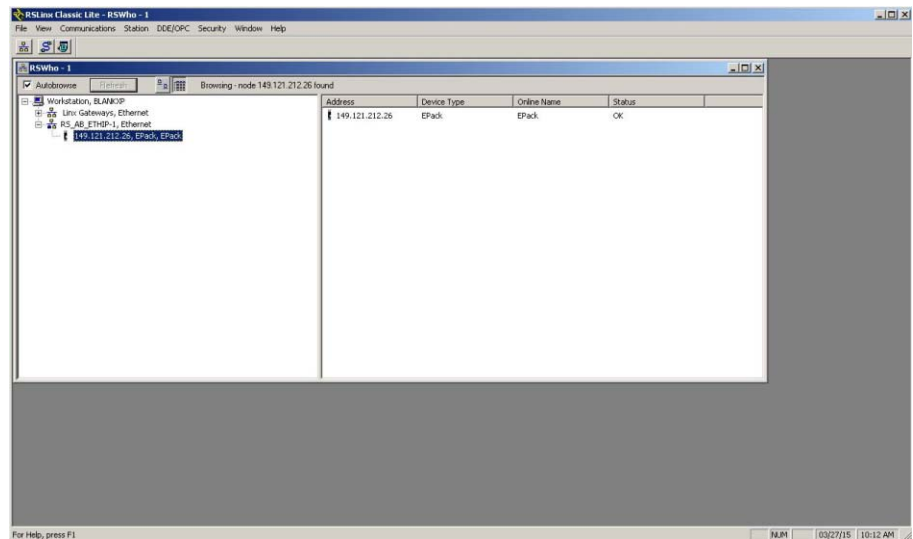 RSLinx Classic Lite - RSWho - 1
File View Communications Station DDE/OPC Security Window Help
RSWho - 1
Autobrowse Refresh Browsing - node 149.121.212.26 found
Workstation, BLANKXP
Linx Gateways, Ethernet
RS_AB_ETHIP-1, Ethernet
149.121.212.26, EPack, EPack
Address Device Type Online Name Status
149.121.212.26 EPack EPack OK
For Help, press F1
NUM 03/27/15 10:12 AM